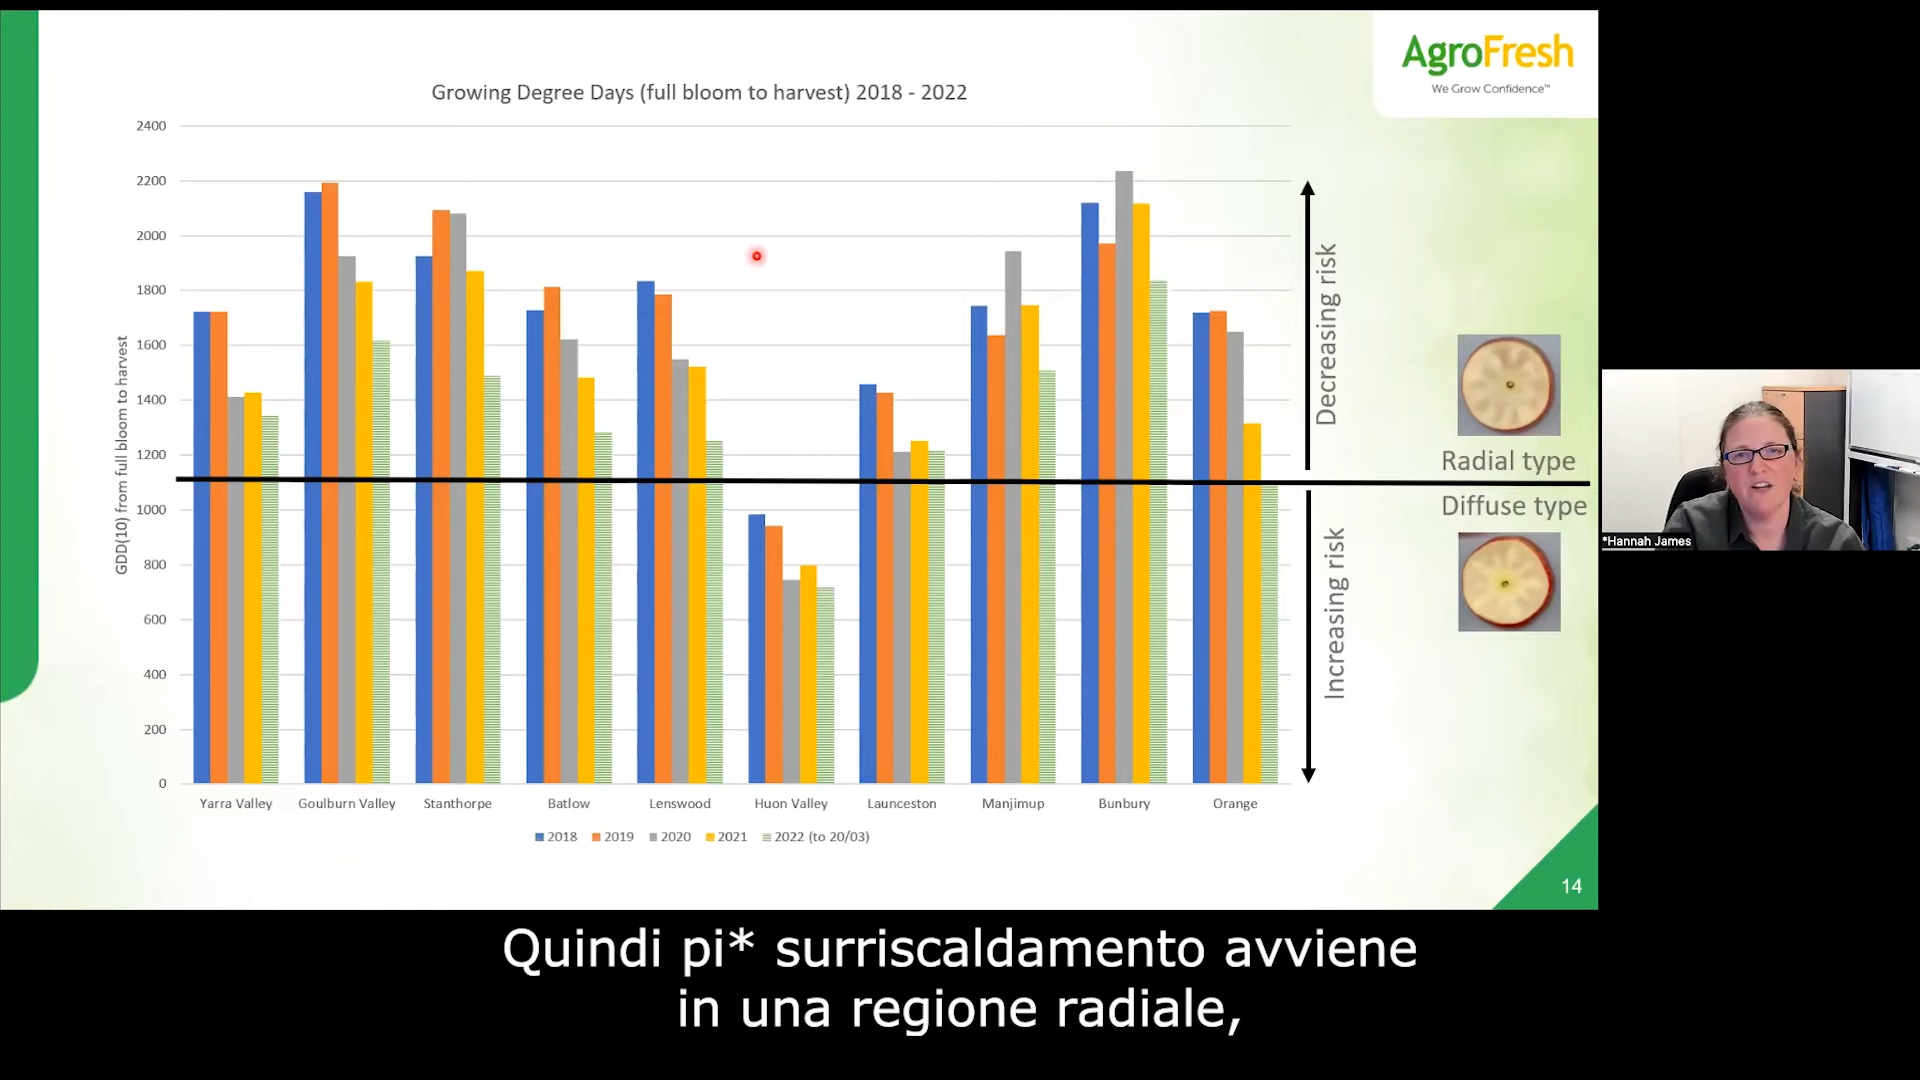 AgroFresh
We Grow Confidence™
Growing Degree Days (full bloom to harvest) 2018 - 2022
GDD(10) from full bloom to harvest
2400
2200
2000
1800
1600
1400
1200
1000
800
600
400
200
0
Yarra Valley Goulburn Valley Stanthorpe Batlow Lenswood Huon Valley Launceston Manjimup Bunbury Orange
2018 2019 2020 2021 2022 (to 20/03)
Decreasing risk
Increasing risk
Radial type
Diffuse type
*Hannah James
14
Quindi pi* surriscaldamento avviene
in una regione radiale,